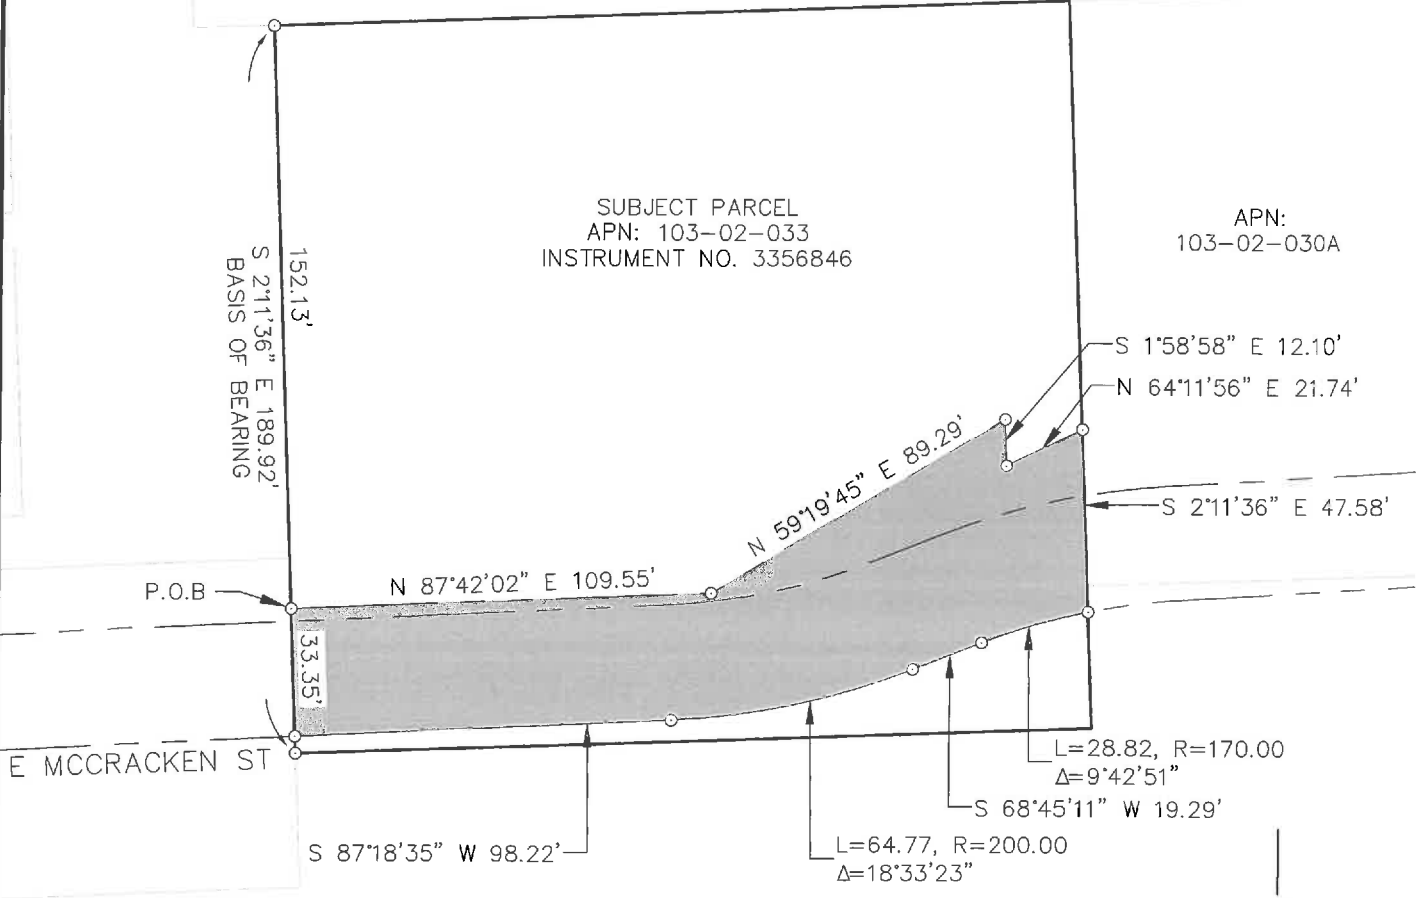 SUBJECT PARCEL
APN: 103-02-033
INSTRUMENT NO. 3356846
APN:
103-02-030A
152.13'
S 2°11'36" E 189.92'
BASIS OF BEARING
S 1°58'58" E 12.10'
N 64°11'56" E 21.74'
N 59°19'45" E 89.29'
S 2°11'36" E 47.58'
N 87°42'02" E 109.55'
P.O.B
33.35'
E MCCRACKEN ST
L=28.82, R=170.00
Δ=9°42'51"
S 68°45'11" W 19.29'
L=64.77, R=200.00
Δ=18°33'23"
S 87°18'35" W 98.22'